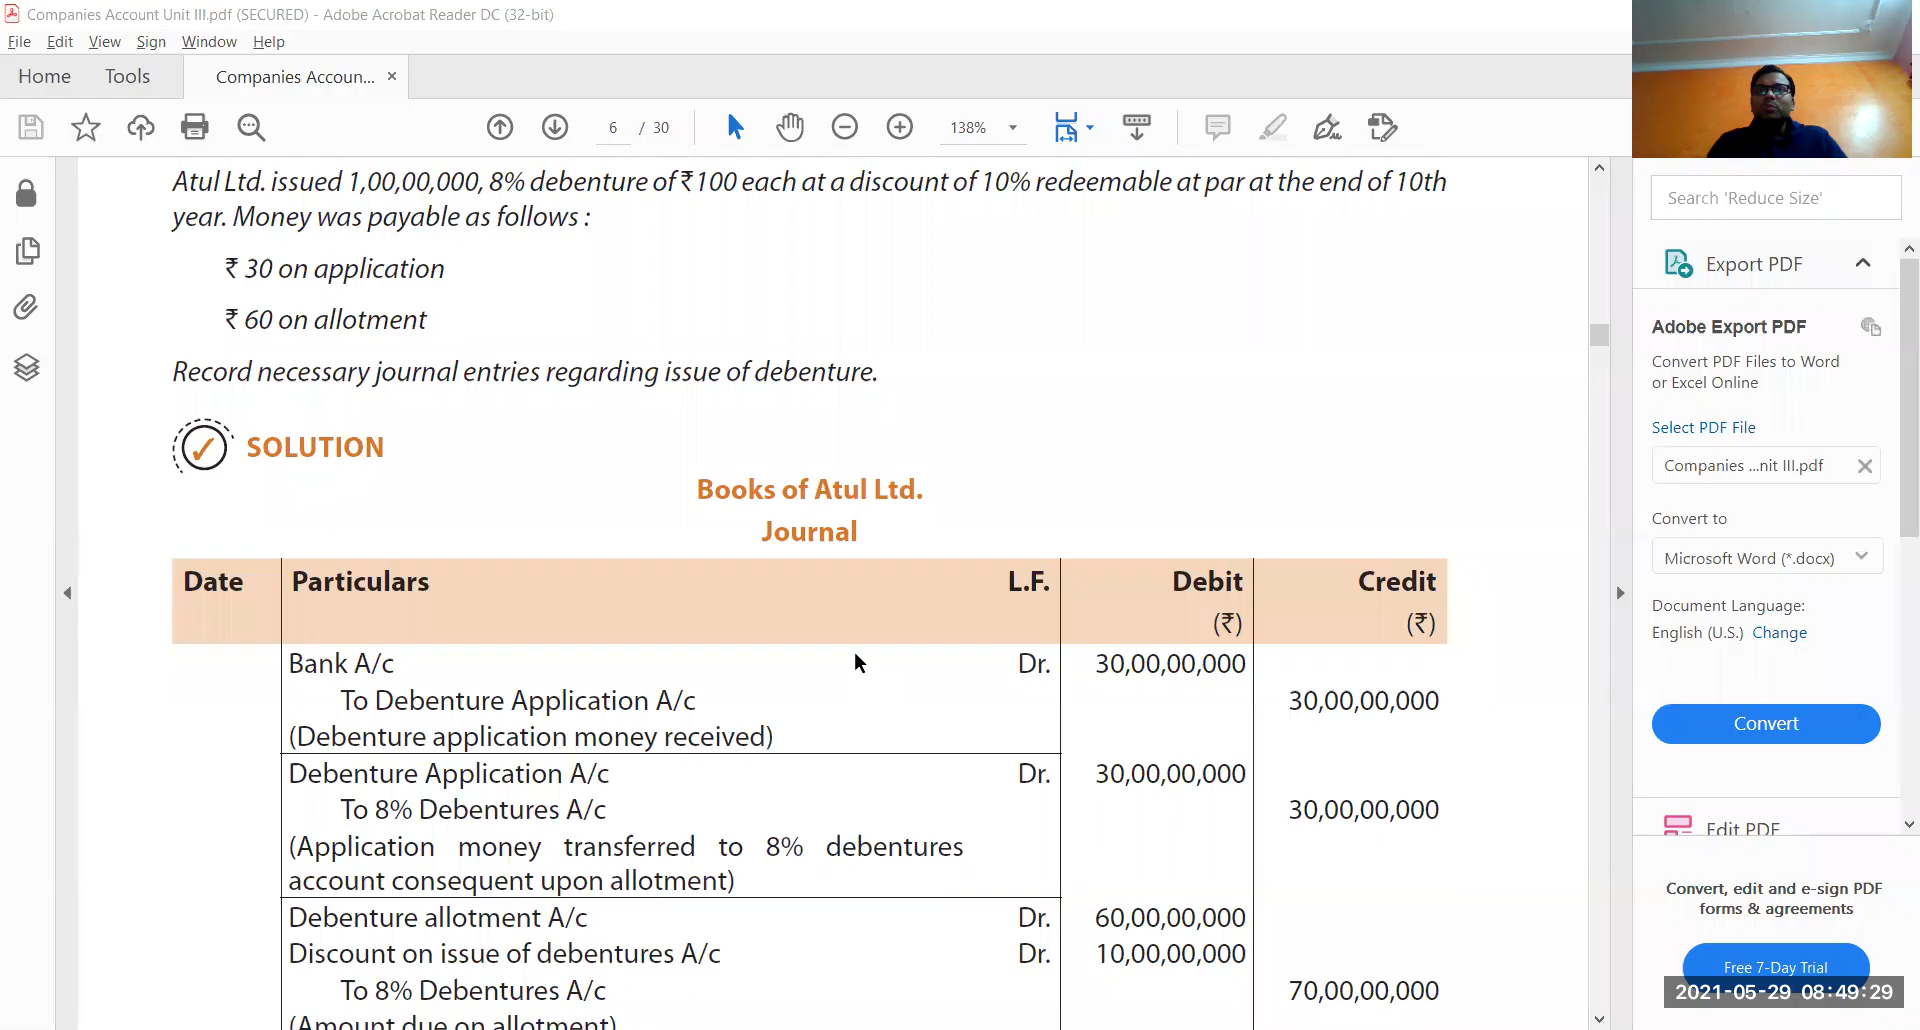 Companies Account Unit III.pdf (SECURED) - Adobe Acrobat Reader DC (32-bit)
File Edit View Sign Window Help
Home Tools Companies Accoun... ×
6 / 30 138%
Atul Ltd. issued 1,00,00,000, 8% debenture of ₹ 100 each at a discount of 10% redeemable at par at the end of 10th
year. Money was payable as follows :
₹ 30 on application
₹ 60 on allotment
Record necessary journal entries regarding issue of debenture.
SOLUTION
Books of Atul Ltd.
Journal
Date Particulars L.F. Debit Credit
(₹) (₹)
Bank A/c Dr. 30,00,00,000
To Debenture Application A/c 30,00,00,000
(Debenture application money received)
Debenture Application A/c Dr. 30,00,00,000
To 8% Debentures A/c 30,00,00,000
(Application money transferred to 8% debentures
account consequent upon allotment)
Debenture allotment A/c Dr. 60,00,00,000
Discount on issue of debentures A/c Dr. 10,00,00,000
To 8% Debentures A/c 70,00,00,000
(Amount due on allotment)
Search 'Reduce Size'
Export PDF
Adobe Export PDF
Convert PDF Files to Word
or Excel Online
Select PDF File
Companies ...nit III.pdf
Convert to
Microsoft Word (*.docx)
Document Language:
English (U.S.) Change
Convert
Edit PDF
Convert, edit and e-sign PDF
forms & agreements
Free 7-Day Trial
2021-05-29 08:49:29